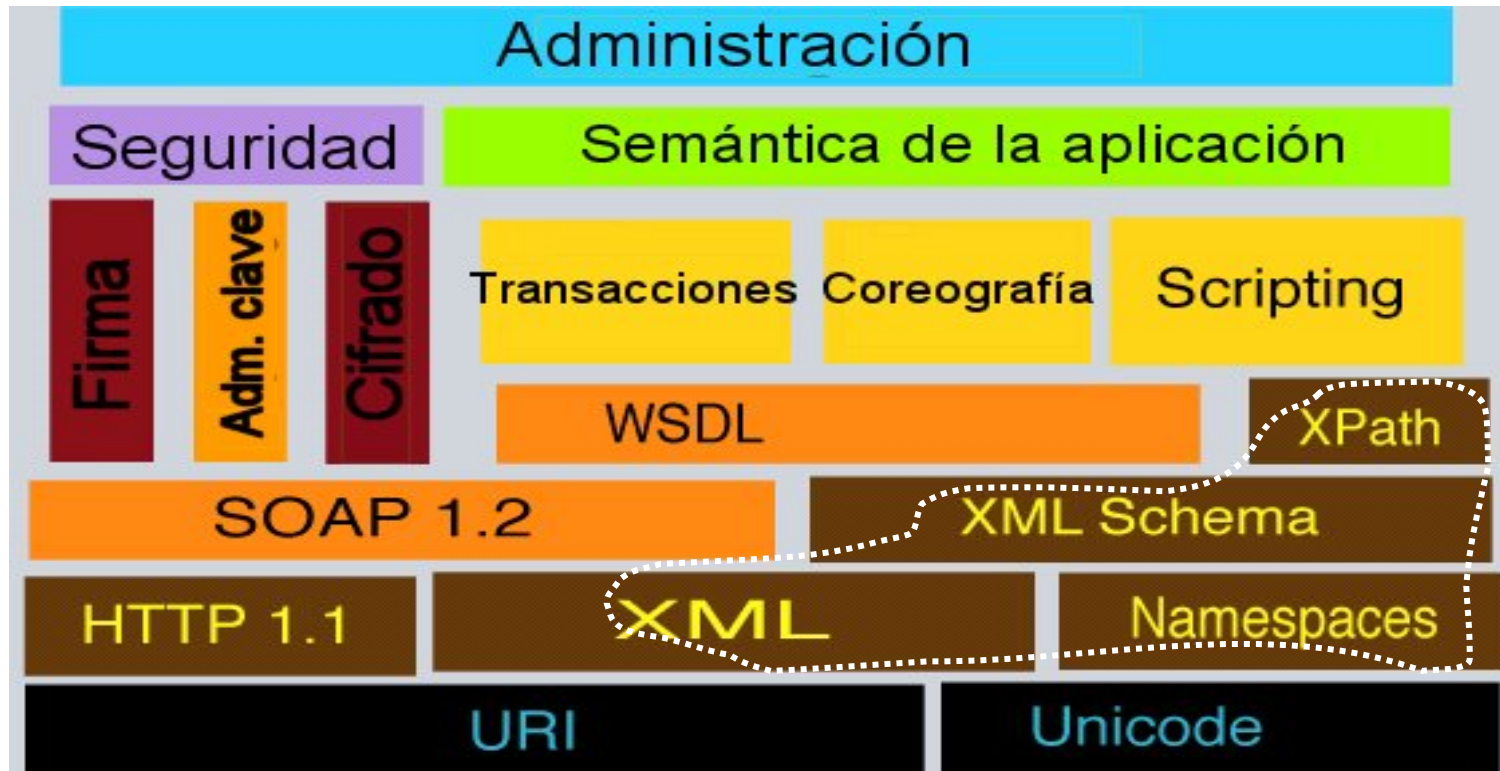 Administración
Seguridad
Semántica de la aplicación
Firma
Adm. clave
Cifrado
Transacciones
Coreografía
Scripting
WSDL
XPath
SOAP 1.2
XML Schema
HTTP 1.1
XML
Namespaces
URI
Unicode